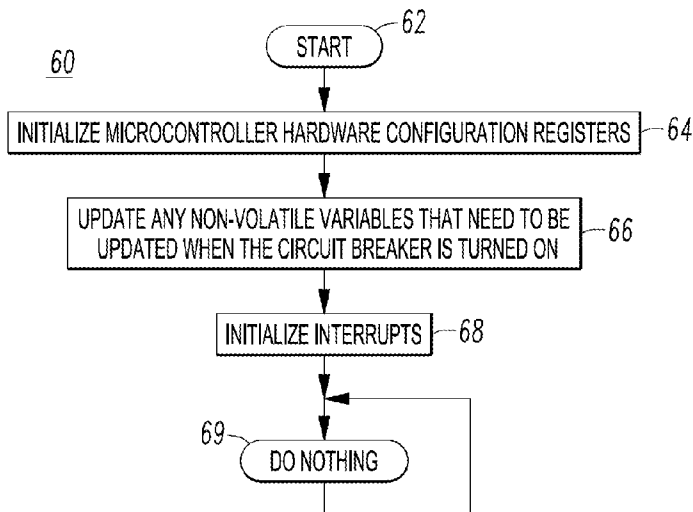 60
START
62
INITIALIZE MICROCONTROLLER HARDWARE CONFIGURATION REGISTERS
64
UPDATE ANY NON-VOLATILE VARIABLES THAT NEED TO BE
UPDATED WHEN THE CIRCUIT BREAKER IS TURNED ON
66
INITIALIZE INTERRUPTS
68
69
DO NOTHING